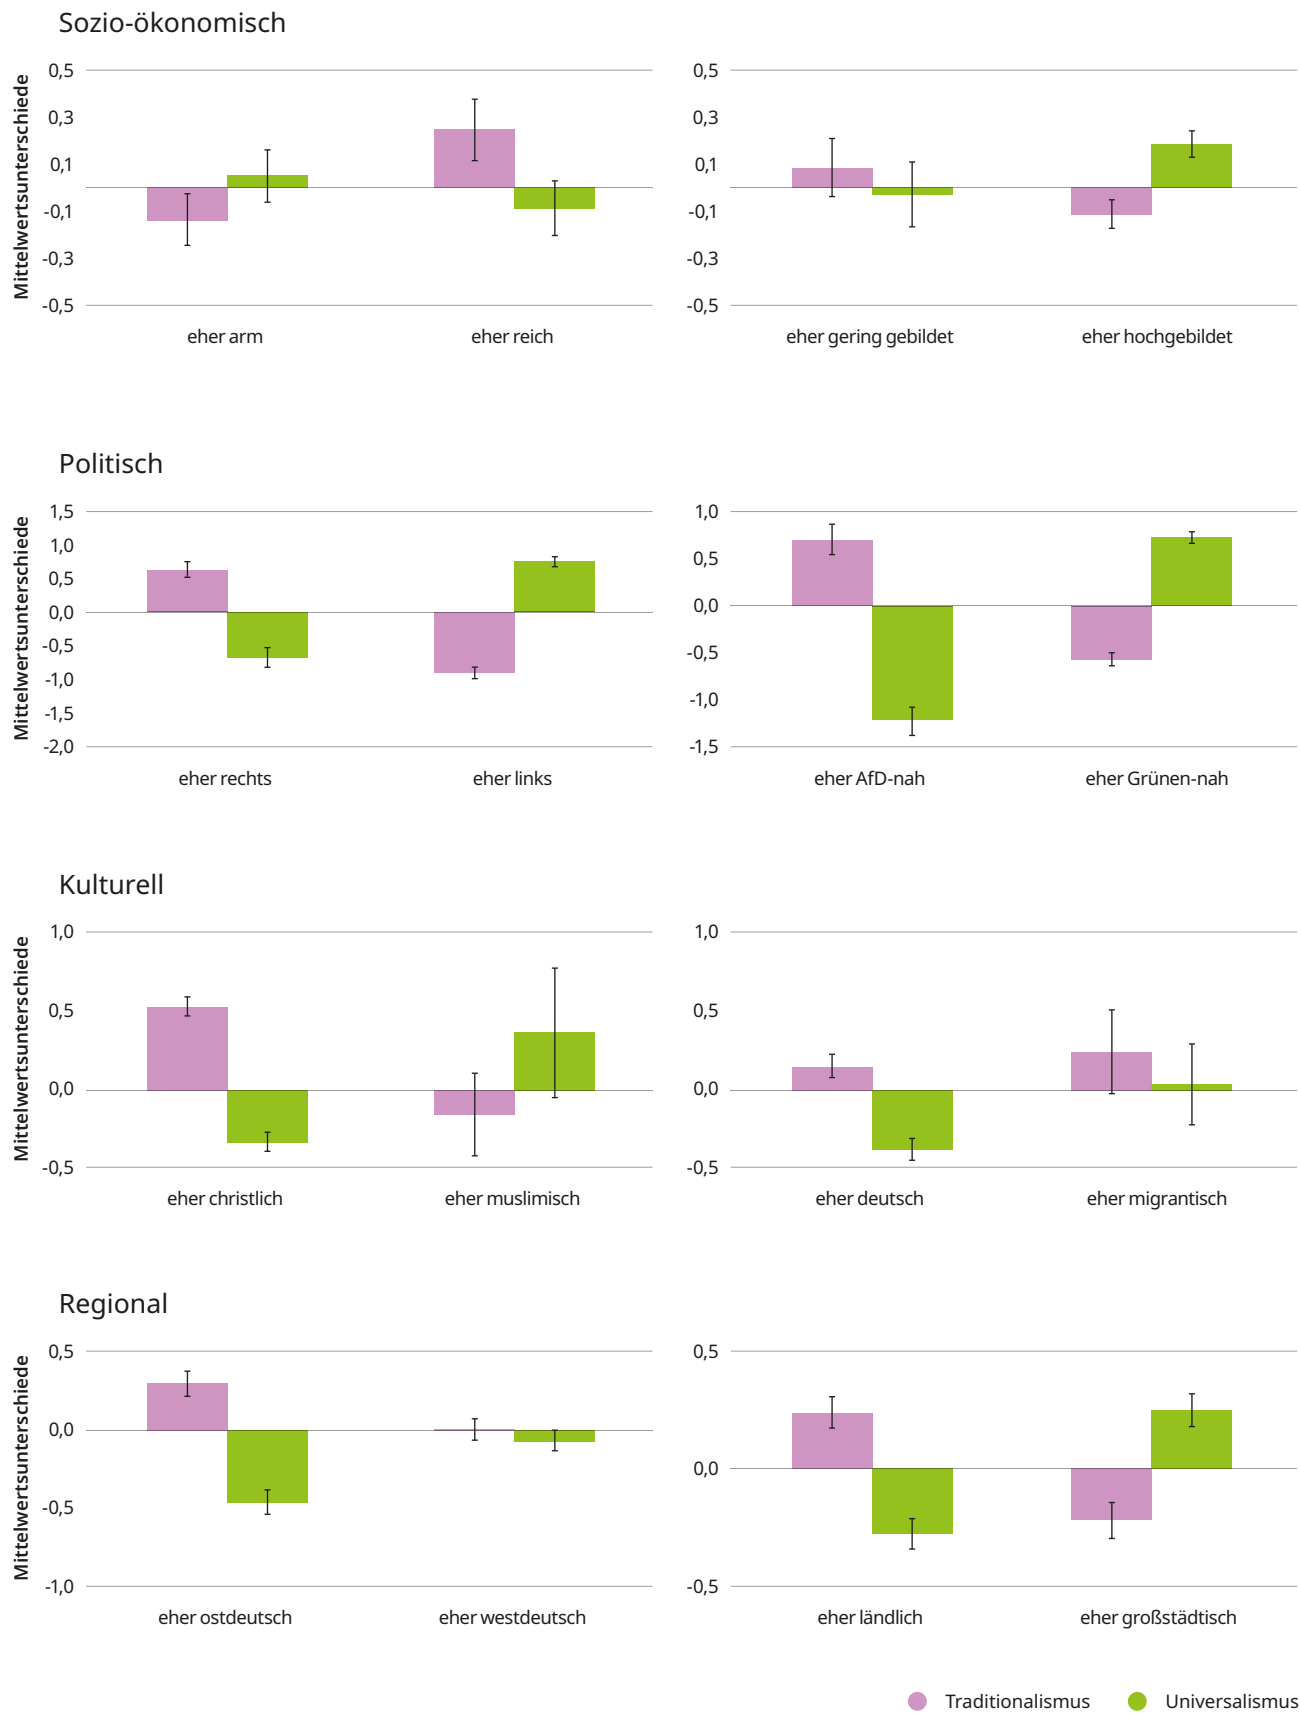 Sozio-ökonomisch
Mittelwertsunterschiede
0,5
0,3
0,1
-0,1
-0,3
-0,5
eher arm
eher reich
0,5
0,3
0,1
-0,1
-0,3
-0,5
eher gering gebildet
eher hochgebildet
Politisch
Mittelwertsunterschiede
1,5
1,0
0,5
0,0
-0,5
-1,0
-1,5
-2,0
eher rechts
eher links
1,0
0,5
0,0
-0,5
-1,0
-1,5
eher AfD-nah
eher Grünen-nah
Kulturell
Mittelwertsunterschiede
1,0
0,5
0,0
-0,5
eher christlich
eher muslimisch
1,0
0,5
0,0
-0,5
eher deutsch
eher migrantisch
Regional
Mittelwertsunterschiede
0,5
0,0
-0,5
-1,0
eher ostdeutsch
eher westdeutsch
0,5
0,0
-0,5
eher ländlich
eher großstädtisch
Traditionalismus
Universalismus